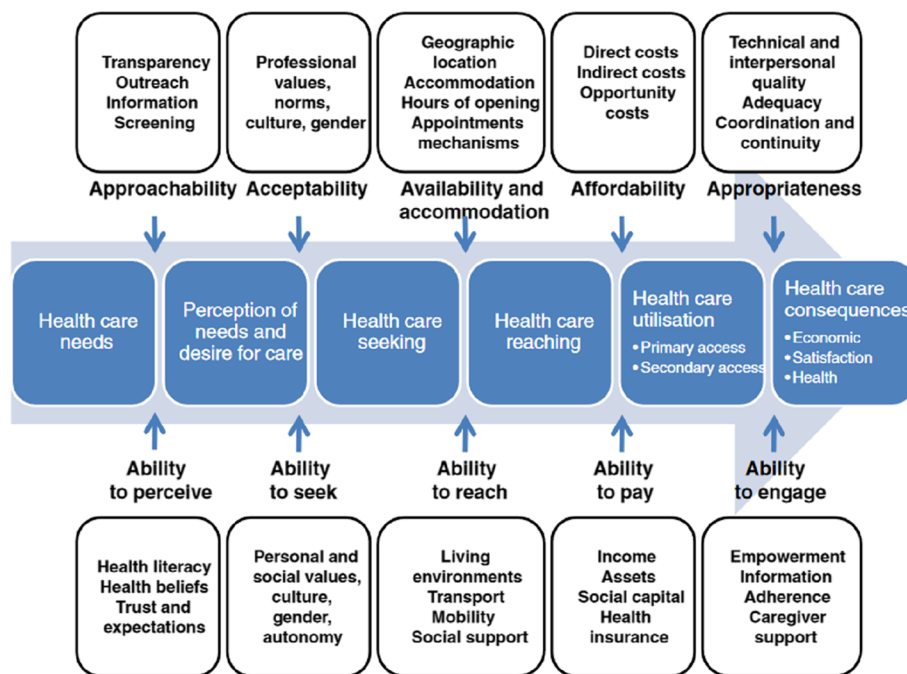 Transparency
Outreach
Information
Screening
Professional
values,
norms,
culture, gender
Geographic
location
Accommodation
Hours of opening
Appointments
mechanisms
Direct costs
Indirect costs
Opportunity
costs
Technical and
interpersonal
quality
Adequacy
Coordination and
continuity
Approachability
Acceptability
Availability and
accommodation
Affordability
Appropriateness
Health care
needs
Perception of
needs and
desire for care
Health care
seeking
Health care
reaching
Health care
utilisation
•Primary access
•Secondary access
Health care
consequences
•Economic
•Satisfaction
•Health
Ability
to perceive
Ability
to seek
Ability
to reach
Ability
to pay
Ability
to engage
Health literacy
Health beliefs
Trust and
expectations
Personal and
social values,
culture,
gender,
autonomy
Living
environments
Transport
Mobility
Social support
Income
Assets
Social capital
Health
insurance
Empowerment
Information
Adherence
Caregiver
support